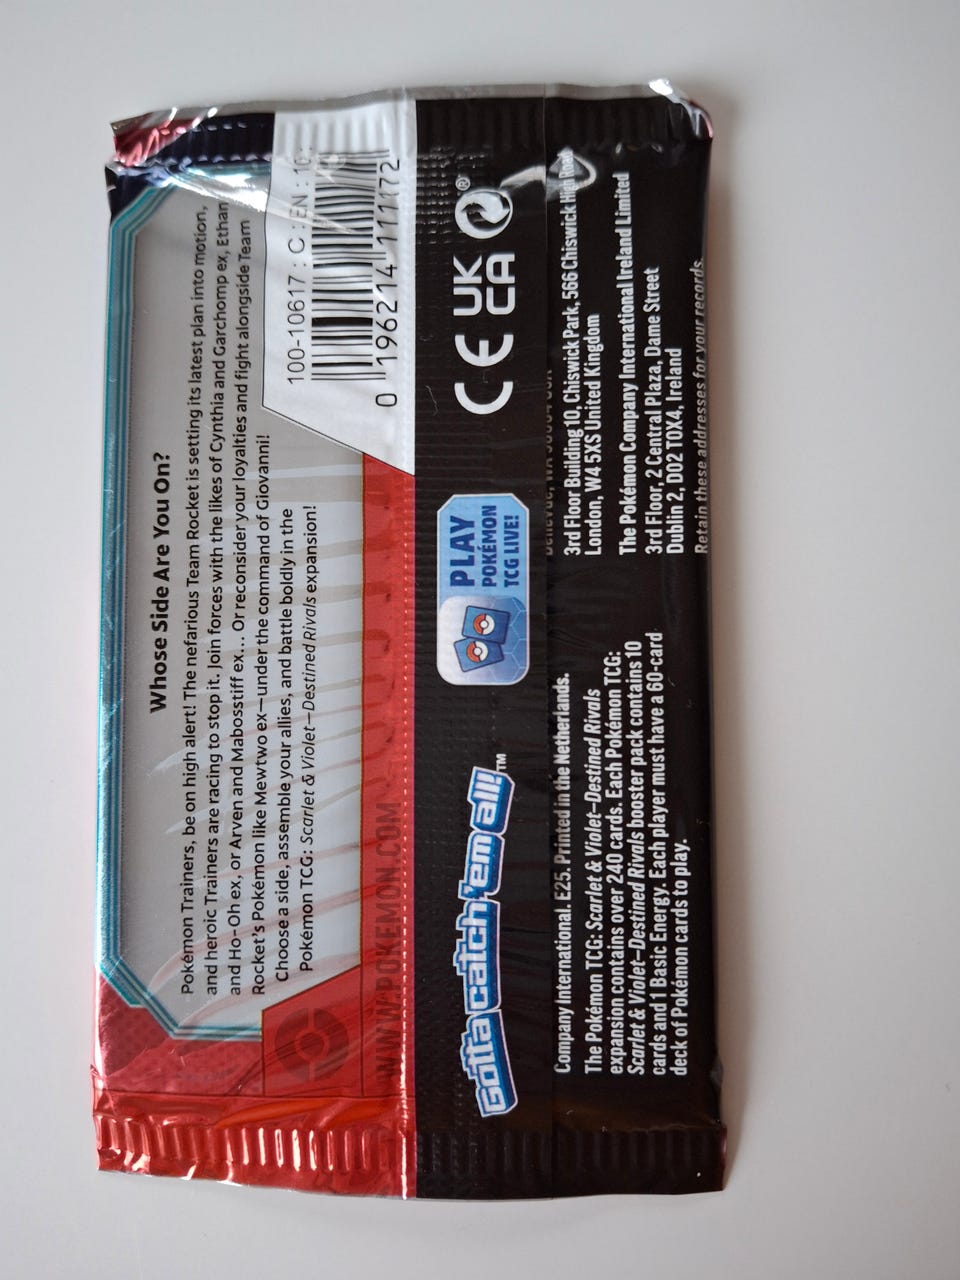 Whose Side Are You On?
Pokémon Trainers, be on high alert! The nefarious Team Rocket is setting its latest plan into motion,
and heroic Trainers are racing to stop it. Join forces with the likes of Cynthia and Garchomp ex, Ethan
and Ho-Oh ex, or Arven and Mabosstiff ex... Or reconsider your loyalties and fight alongside Team
Rocket's Pokémon like Mewtwo ex—under the command of Giovanni!
Choose a side, assemble your allies, and battle boldly in the
Pokémon TCG: Scarlet & Violet—Destined Rivals expansion!
100-10617 : C : EN : 10
0 196214 111172
WWW.POKEMON.COM
Gotta catch 'em all!™
PLAY
POKÉMON
TCG LIVE!
CE UK
CA
®
Company International. E25. Printed in the Netherlands.
The Pokémon TCG: Scarlet & Violet—Destined Rivals
expansion contains over 240 cards. Each Pokémon TCG:
Scarlet & Violet—Destined Rivals booster pack contains 10
cards and 1 Basic Energy. Each player must have a 60-card
deck of Pokémon cards to play.
3rd Floor Building 10, Chiswick Park, 566 Chiswick High Road,
London, W4 5XS United Kingdom
The Pokémon Company International Ireland Limited
3rd Floor, 2 Central Plaza, Dame Street
Dublin 2, D02 T0X4, Ireland
Retain these addresses for your records.